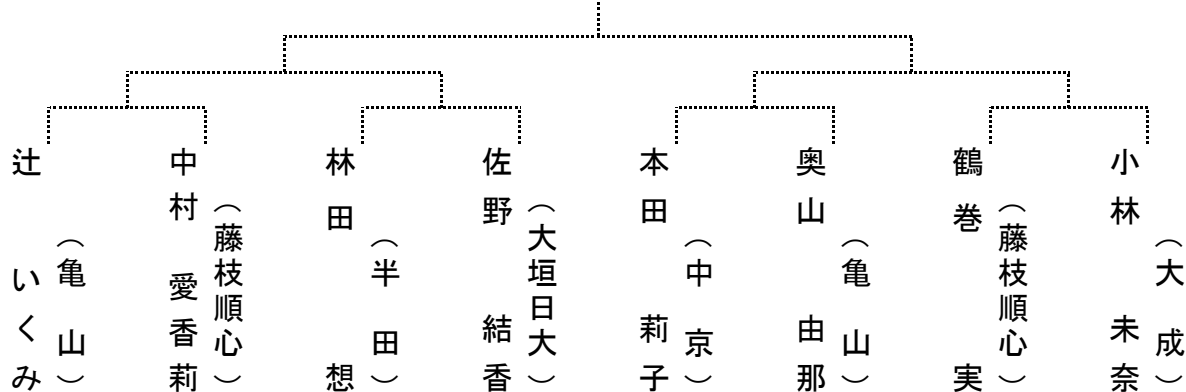 辻 いくみ
（亀山）
中村 愛香莉
（藤枝順心）
林田 想
（半田）
佐野 結香
（大垣日大）
本田 莉子
（中京）
奥山 由那
（亀山）
鶴巻 実
（藤枝順心）
小林 未奈
（大成）